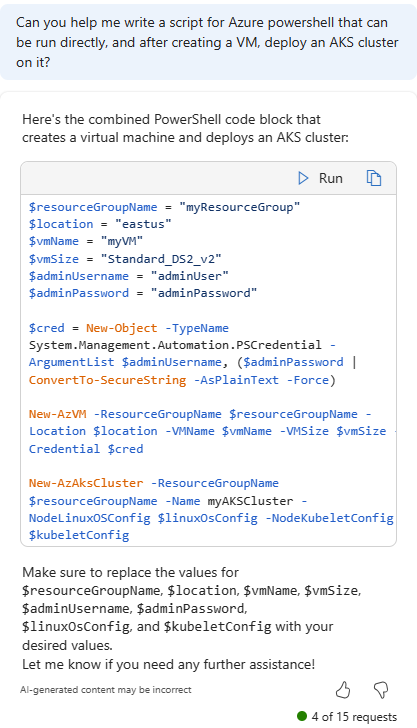 Can you help me write a script for Azure powershell that can
be run directly, and after creating a VM, deploy an AKS cluster
on it?
Here's the combined PowerShell code block that
creates a virtual machine and deploys an AKS cluster:
Run
$resourceGroupName = "myResourceGroup"
$location = "eastus"
$vmName = "myVM"
$vmSize = "Standard_DS2_v2"
$adminUsername = "adminUser"
$adminPassword = "adminPassword"
$cred = New-Object -TypeName
System.Management.Automation.PSCredential -
ArgumentList $adminUsername, ($adminPassword |
ConvertTo-SecureString -AsPlainText -Force)
New-AzVM -ResourceGroupName $resourceGroupName -
Location $location -VMName $vmName -VMSize $vmSize -
Credential $cred
New-AzAksCluster -ResourceGroupName
$resourceGroupName -Name myAKSCluster -
NodeLinuxOSConfig $linuxOsConfig -NodeKubeletConfig
$kubeletConfig
Make sure to replace the values for
$resourceGroupName, $location, $vmName, $vmSize,
$adminUsername, $adminPassword,
$linuxOsConfig, and $kubeletConfig with your
desired values.
Let me know if you need any further assistance!
AI-generated content may be incorrect
4 of 15 requests